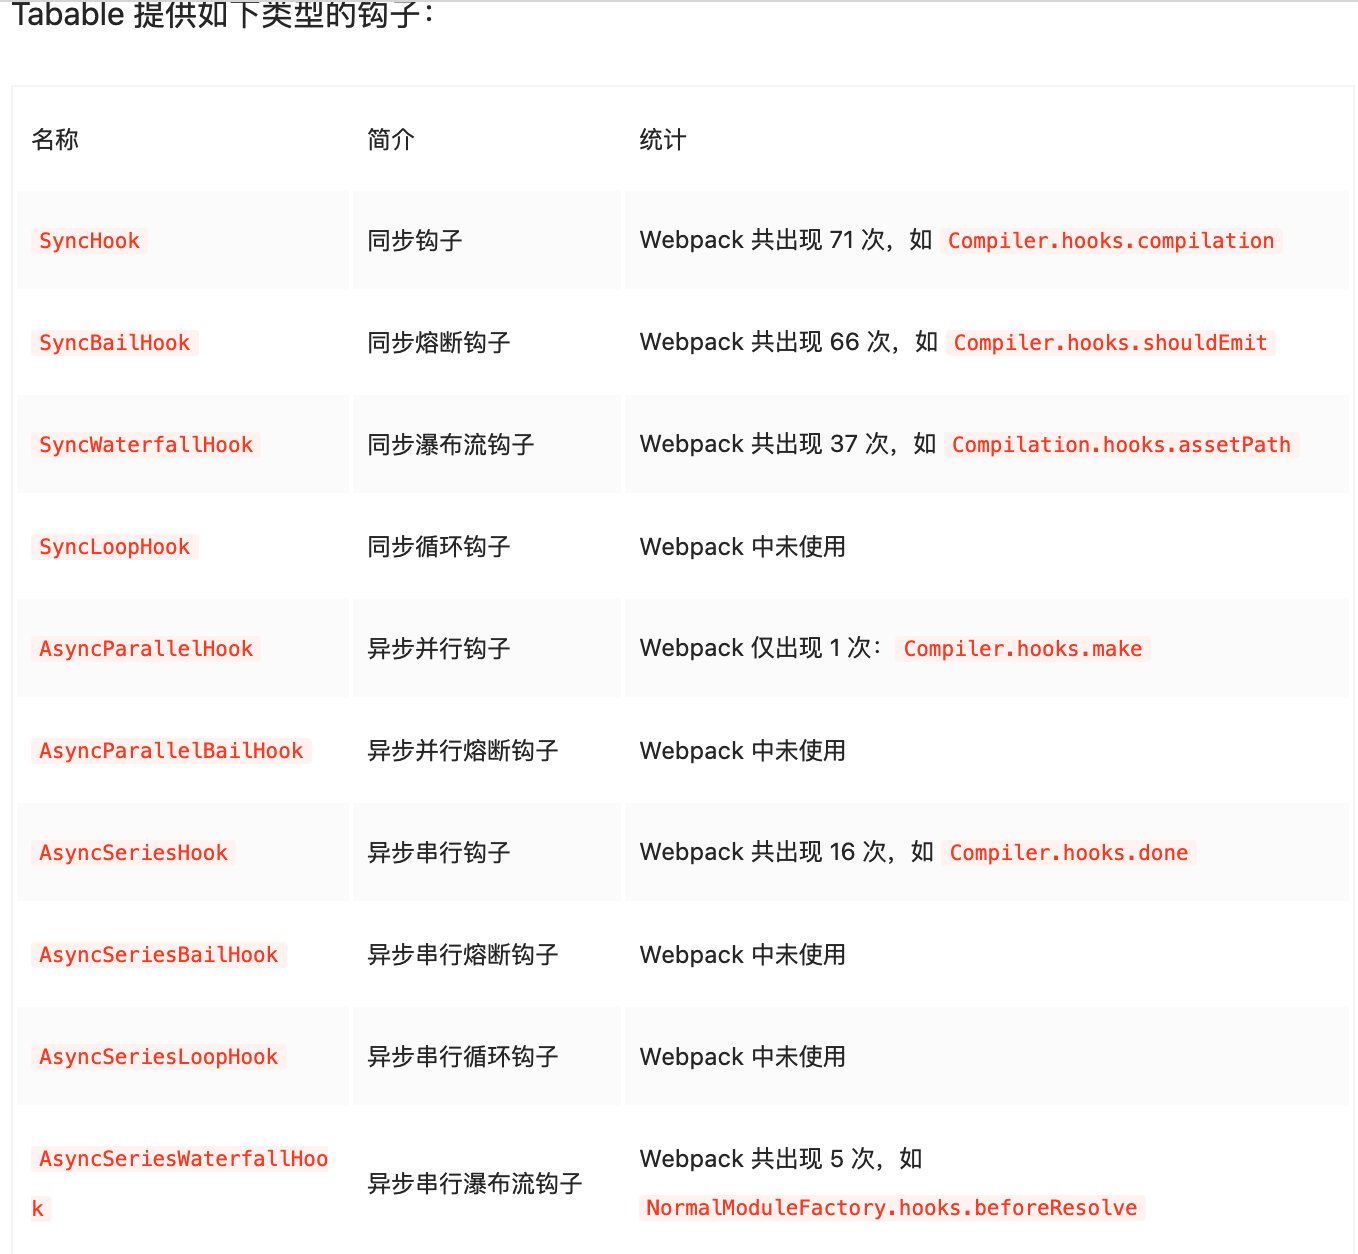 Tabable 提供如下类型的钩子：
名称 简介 统计
SyncHook 同步钩子 Webpack 共出现 71 次，如 Compiler.hooks.compilation
SyncBailHook 同步熔断钩子 Webpack 共出现 66 次，如 Compiler.hooks.shouldEmit
SyncWaterfallHook 同步瀑布流钩子 Webpack 共出现 37 次，如 Compilation.hooks.assetPath
SyncLoopHook 同步循环钩子 Webpack 中未使用
AsyncParallelHook 异步并行钩子 Webpack 仅出现 1 次： Compiler.hooks.make
AsyncParallelBailHook 异步并行熔断钩子 Webpack 中未使用
AsyncSeriesHook 异步串行钩子 Webpack 共出现 16 次，如 Compiler.hooks.done
AsyncSeriesBailHook 异步串行熔断钩子 Webpack 中未使用
AsyncSeriesLoopHook 异步串行循环钩子 Webpack 中未使用
AsyncSeriesWaterfallHoo
k
异步串行瀑布流钩子
Webpack 共出现 5 次，如
NormalModuleFactory.hooks.beforeResolve